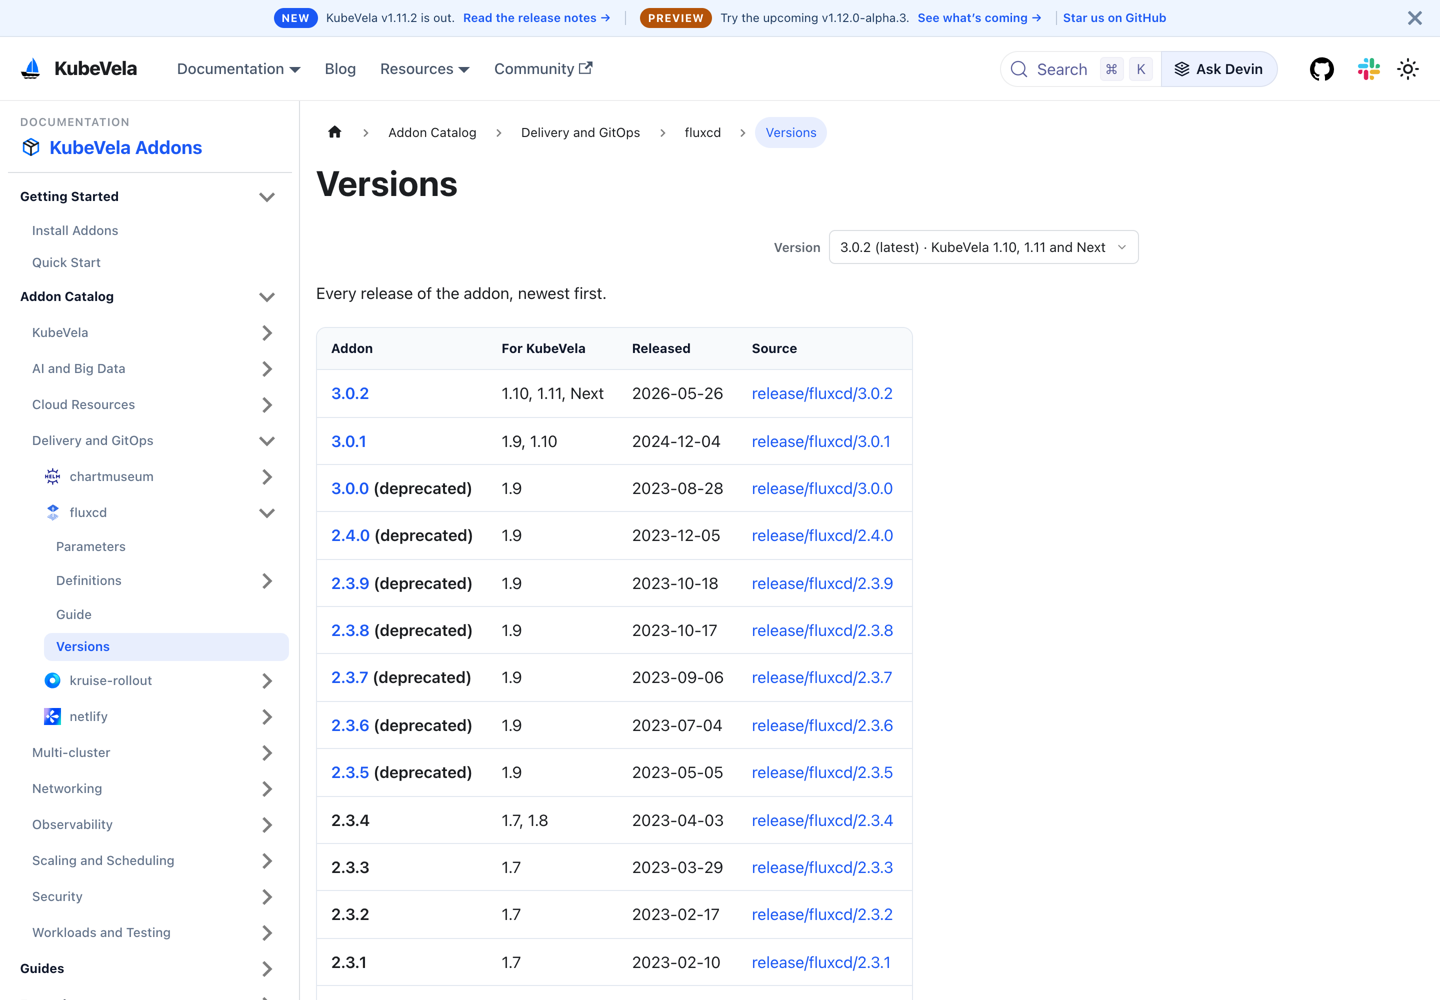 NEW KubeVela v1.11.2 is out. Read the release notes → PREVIEW Try the upcoming v1.12.0-alpha.3. See what's coming → Star us on GitHub
KubeVela Documentation Blog Resources Community Search ⌘ K Ask Devin
DOCUMENTATION
KubeVela Addons
Getting Started
Install Addons
Quick Start
Addon Catalog
KubeVela
AI and Big Data
Cloud Resources
Delivery and GitOps
HELM chartmuseum
fluxcd
Parameters
Definitions
Guide
Versions
kruise-rollout
netlify
Multi-cluster
Networking
Observability
Scaling and Scheduling
Security
Workloads and Testing
Guides
Addon Catalog Delivery and GitOps fluxcd Versions
Versions
Version 3.0.2 (latest) · KubeVela 1.10, 1.11 and Next
Every release of the addon, newest first.
Addon For KubeVela Released Source
3.0.2 1.10, 1.11, Next 2026-05-26 release/fluxcd/3.0.2
3.0.1 1.9, 1.10 2024-12-04 release/fluxcd/3.0.1
3.0.0 (deprecated) 1.9 2023-08-28 release/fluxcd/3.0.0
2.4.0 (deprecated) 1.9 2023-12-05 release/fluxcd/2.4.0
2.3.9 (deprecated) 1.9 2023-10-18 release/fluxcd/2.3.9
2.3.8 (deprecated) 1.9 2023-10-17 release/fluxcd/2.3.8
2.3.7 (deprecated) 1.9 2023-09-06 release/fluxcd/2.3.7
2.3.6 (deprecated) 1.9 2023-07-04 release/fluxcd/2.3.6
2.3.5 (deprecated) 1.9 2023-05-05 release/fluxcd/2.3.5
2.3.4 1.7, 1.8 2023-04-03 release/fluxcd/2.3.4
2.3.3 1.7 2023-03-29 release/fluxcd/2.3.3
2.3.2 1.7 2023-02-17 release/fluxcd/2.3.2
2.3.1 1.7 2023-02-10 release/fluxcd/2.3.1